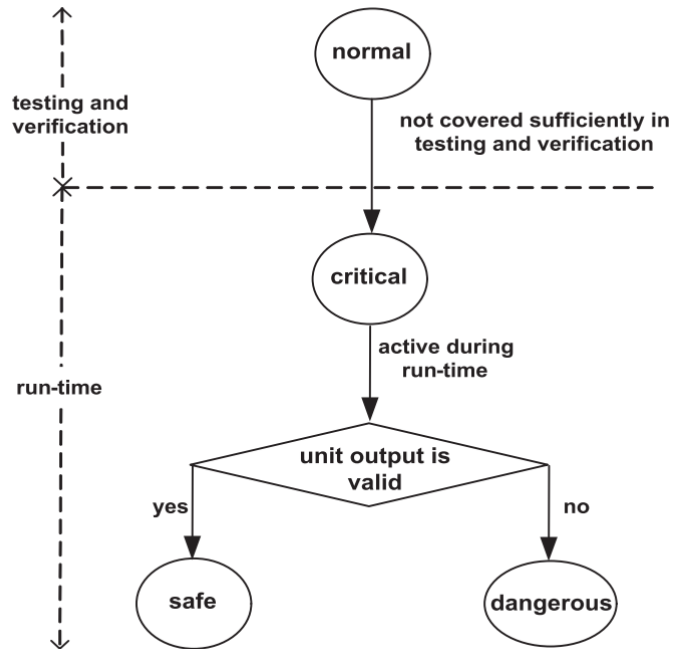 normal
testing and
verification
not covered sufficiently in
testing and verification
critical
active during
run-time
run-time
unit output is
valid
yes
no
safe
dangerous